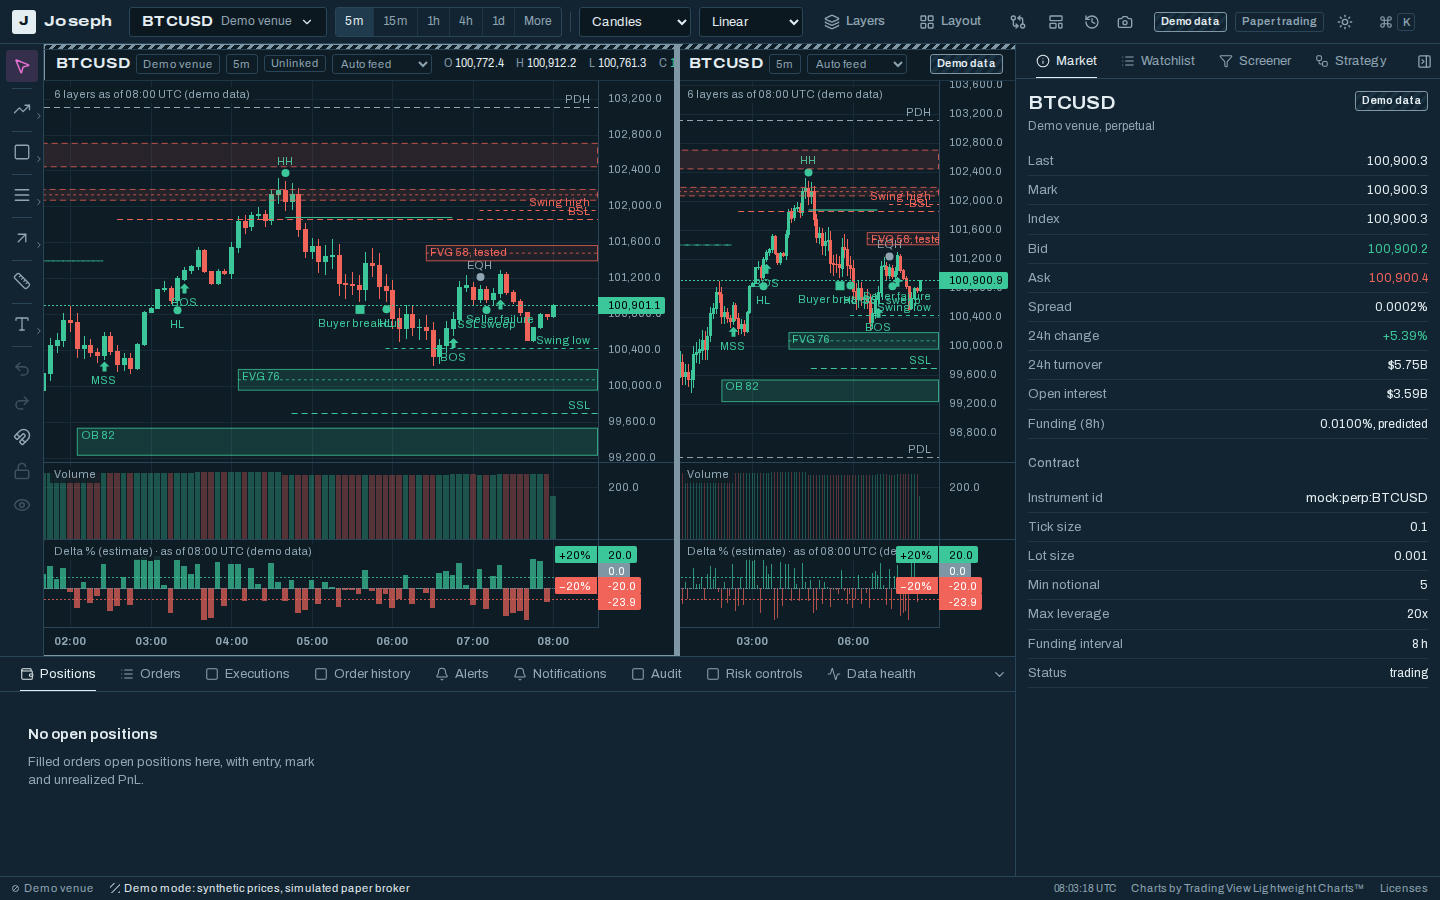 J Joseph BTCUSD Demo venue 5m 15m 1h 4h 1d More Candles Linear Layers Layout Demo data Paper trading ⌘ K
BTCUSD Demo venue 5m Unlinked Auto feed O 100,772.4 H 100,912.2 L 100,761.3 C 1
6 layers as of 08:00 UTC (demo data)
PDH
HH
Swing high
BSL
FVG 58, tested
EQH
BOS
HL
Buyer breakout
Seller failure
SSL sweep
Swing low
BOS
MSS
FVG 76
SSL
OB 82
103,200.0
102,800.0
102,400.0
102,000.0
101,600.0
101,200.0
100,901.1
100,400.0
100,000.0
99,600.0
99,200.0
Volume
200.0
Delta % (estimate) · as of 08:00 UTC (demo data)
+20% 20.0
0.0
−20% -20.0
-23.9
02:00 03:00 04:00 05:00 06:00 07:00 08:00
BTCUSD 5m Auto feed Demo data
6 layers as of 08:00 UTC (demo data)
PDH
HH
Swing high
BSL
FVG 58, teste
EQH
HL
Swing low
BOS
MSS
FVG 76
SSL
OB 82
PDL
103,600.0
103,200.0
102,800.0
102,400.0
102,000.0
101,600.0
101,200.0
100,900.9
100,400.0
100,000.0
99,600.0
99,200.0
98,800.0
Volume
200.0
Delta % (estimate) · as of 08:00 UTC (de
+20% 20.0
0.0
−20% -20.0
-23.9
03:00 06:00
Market Watchlist Screener Strategy
BTCUSD Demo data
Demo venue, perpetual
Last 100,900.3
Mark 100,900.3
Index 100,900.3
Bid 100,900.2
Ask 100,900.4
Spread 0.0002%
24h change +5.39%
24h turnover $5.75B
Open interest $3.59B
Funding (8h) 0.0100%, predicted
Contract
Instrument id mock:perp:BTCUSD
Tick size 0.1
Lot size 0.001
Min notional 5
Max leverage 20x
Funding interval 8 h
Status trading
Positions Orders Executions Order history Alerts Notifications Audit Risk controls Data health
No open positions
Filled orders open positions here, with entry, mark
and unrealized PnL.
Demo venue Demo mode: synthetic prices, simulated paper broker 08:03:18 UTC Charts by TradingView Lightweight Charts™ Licenses